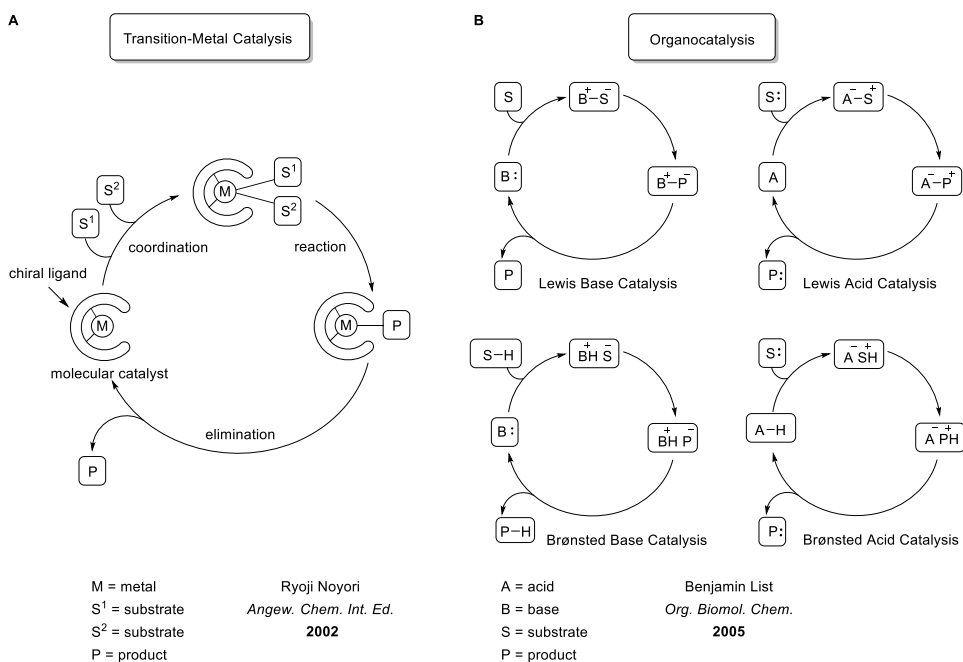 A
Transition-Metal Catalysis
S¹
S²
M
S¹
S²
coordination
reaction
chiral ligand
M
molecular catalyst
M
P
elimination
P
M = metal
S¹ = substrate
S² = substrate
P = product
Ryoji Noyori
Angew. Chem. Int. Ed.
2002
B
Organocatalysis
S
B⁺–S⁻
B:
B⁺–P⁻
P
Lewis Base Catalysis
S:
A⁻–S⁺
A
A⁻–P⁺
P:
Lewis Acid Catalysis
S–H
BH⁺ S⁻
B:
BH⁺ P⁻
P–H
Brønsted Base Catalysis
S:
A⁻ SH⁺
A–H
A⁻ PH⁺
P:
Brønsted Acid Catalysis
A = acid
B = base
S = substrate
P = product
Benjamin List
Org. Biomol. Chem.
2005